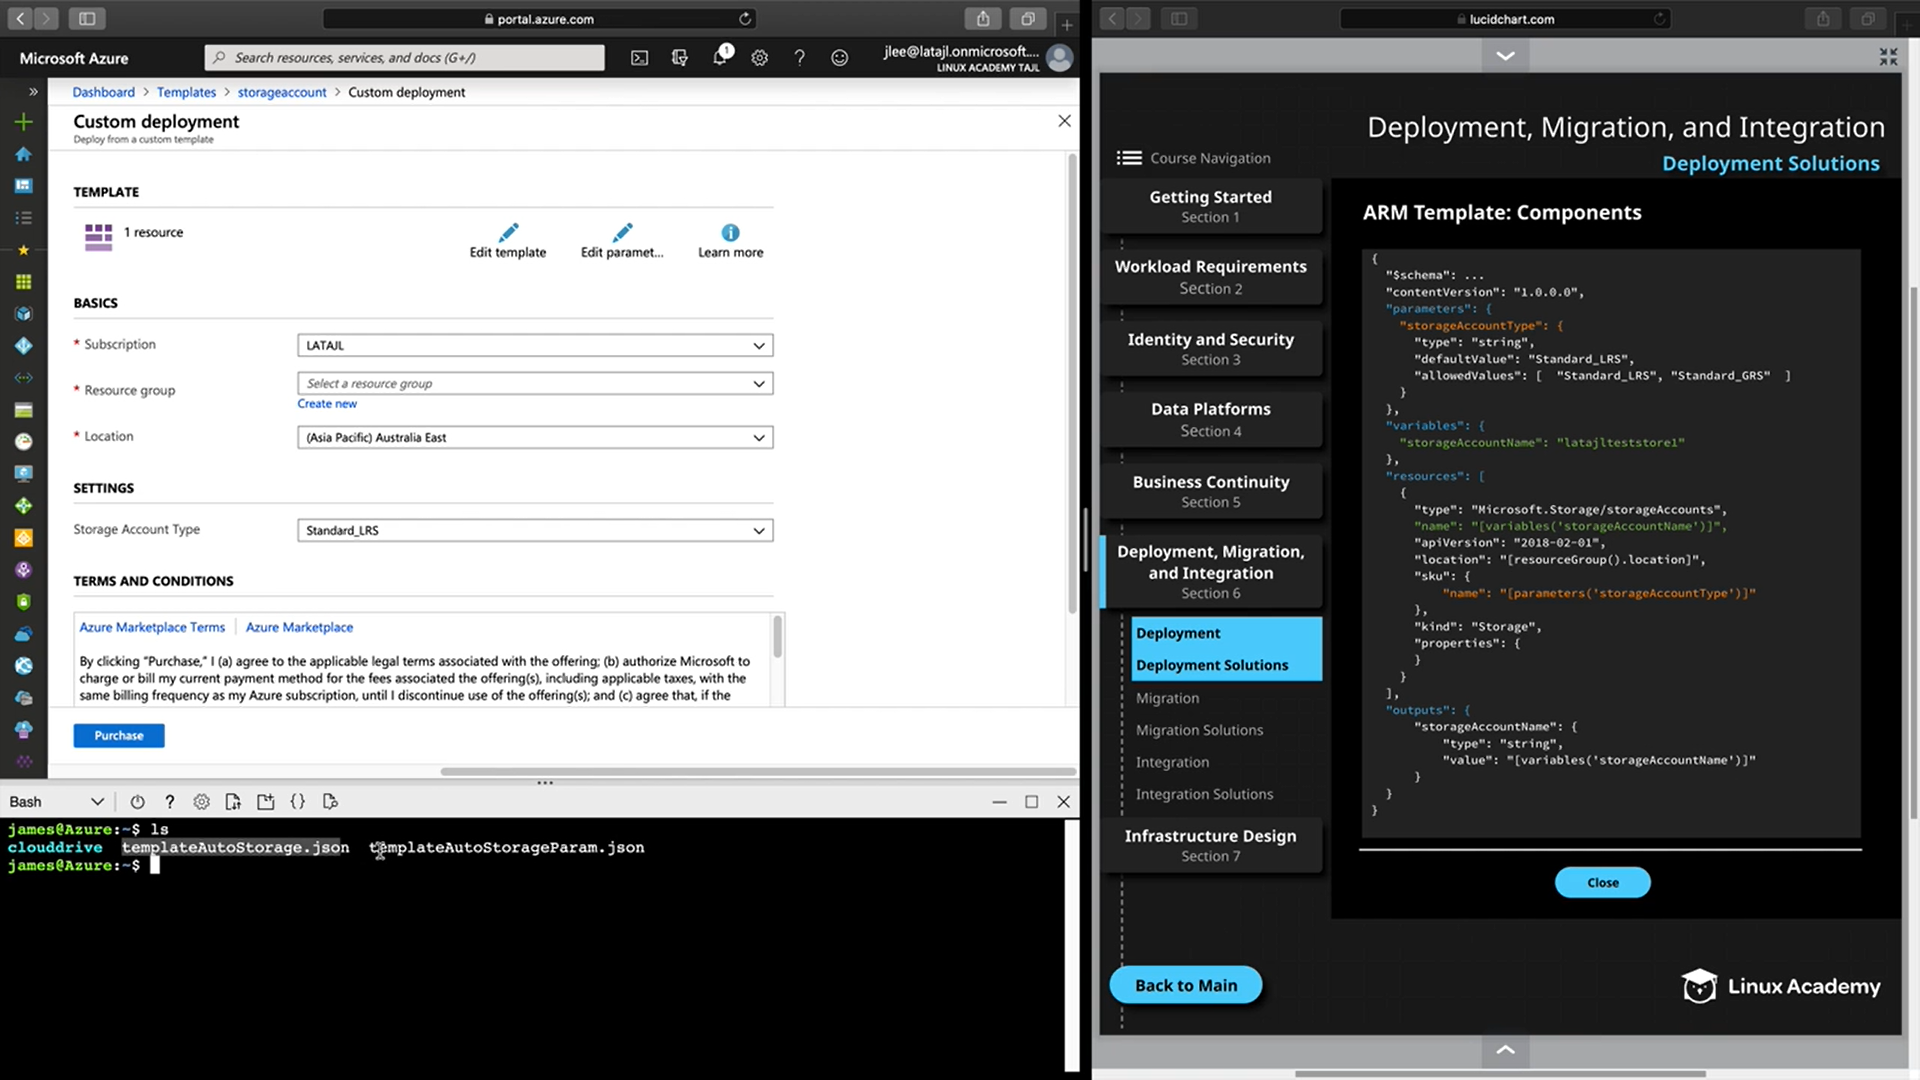 portal.azure.com
Microsoft Azure
Search resources, services, and docs (G+/)
1
jlee@latajl.onmicrosoft....
LINUX ACADEMY TAJL
Dashboard > Templates > storageaccount > Custom deployment
Custom deployment
Deploy from a custom template
TEMPLATE
1 resource
Edit template
Edit paramet...
Learn more
BASICS
* Subscription
LATAJL
* Resource group
Select a resource group
Create new
* Location
(Asia Pacific) Australia East
SETTINGS
Storage Account Type
Standard_LRS
TERMS AND CONDITIONS
Azure Marketplace Terms | Azure Marketplace
By clicking "Purchase," I (a) agree to the applicable legal terms associated with the offering; (b) authorize Microsoft to
charge or bill my current payment method for the fees associated the offering(s), including applicable taxes, with the
same billing frequency as my Azure subscription, until I discontinue use of the offering(s); and (c) agree that, if the
Purchase
Bash
james@Azure:~$ ls
clouddrive templateAutoStorage.json templateAutoStorageParam.json
james@Azure:~$
lucidchart.com
Deployment, Migration, and Integration
Deployment Solutions
Course Navigation
Getting Started
Section 1
Workload Requirements
Section 2
Identity and Security
Section 3
Data Platforms
Section 4
Business Continuity
Section 5
Deployment, Migration,
and Integration
Section 6
Deployment
Deployment Solutions
Migration
Migration Solutions
Integration
Integration Solutions
Infrastructure Design
Section 7
Back to Main
ARM Template: Components
{
"$schema": ...
"contentVersion": "1.0.0.0",
"parameters": {
"storageAccountType": {
"type": "string",
"defaultValue": "Standard_LRS",
"allowedValues": [ "Standard_LRS", "Standard_GRS" ]
}
},
"variables": {
"storageAccountName": "latajlteststore1"
},
"resources": [
{
"type": "Microsoft.Storage/storageAccounts",
"name": "[variables('storageAccountName')]",
"apiVersion": "2018-02-01",
"location": "[resourceGroup().location]",
"sku": {
"name": "[parameters('storageAccountType')]"
},
"kind": "Storage",
"properties": {
}
}
],
"outputs": {
"storageAccountName": {
"type": "string",
"value": "[variables('storageAccountName')]"
}
}
}
Close
Linux Academy